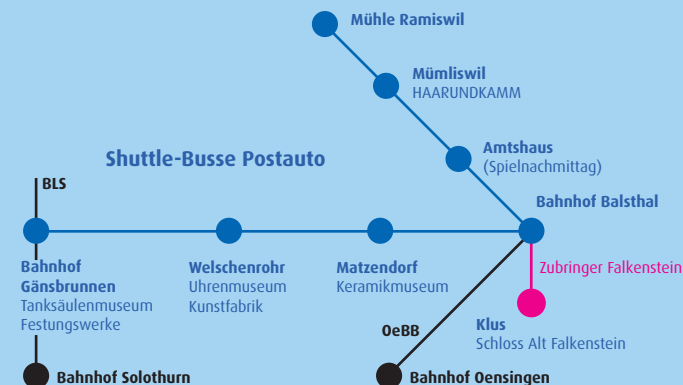 Mühle Ramiswil
Mümliswil
HAARUNDKAMM
Amtshaus
(Spielnachmittag)
Shuttle-Busse Postauto
BLS
Bahnhof Balsthal
Bahnhof
Gänsbrunnen
Tanksäulenmuseum
Festungswerke
Welschenrohr
Uhrenmuseum
Kunstfabrik
Matzendorf
Keramikmuseum
Zubringer Falkenstein
Klus
Schloss Alt Falkenstein
OeBB
Bahnhof Solothurn
Bahnhof Oensingen